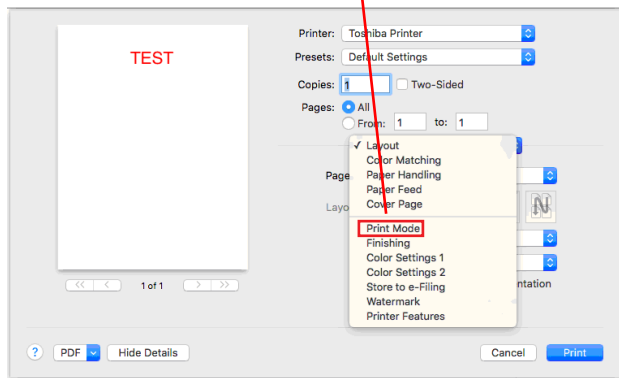 TEST
Printer: Toshiba Printer
Presets: Default Settings
Copies: 1 Two-Sided
Pages: All
From: 1 to: 1
✓ Layout
Color Matching
Paper Handling
Paper Feed
Cover Page
Print Mode
Finishing
Color Settings 1
Color Settings 2
Store to e-Filing
Watermark
Printer Features
<< < 1 of 1 > >>
? PDF Hide Details Cancel Print